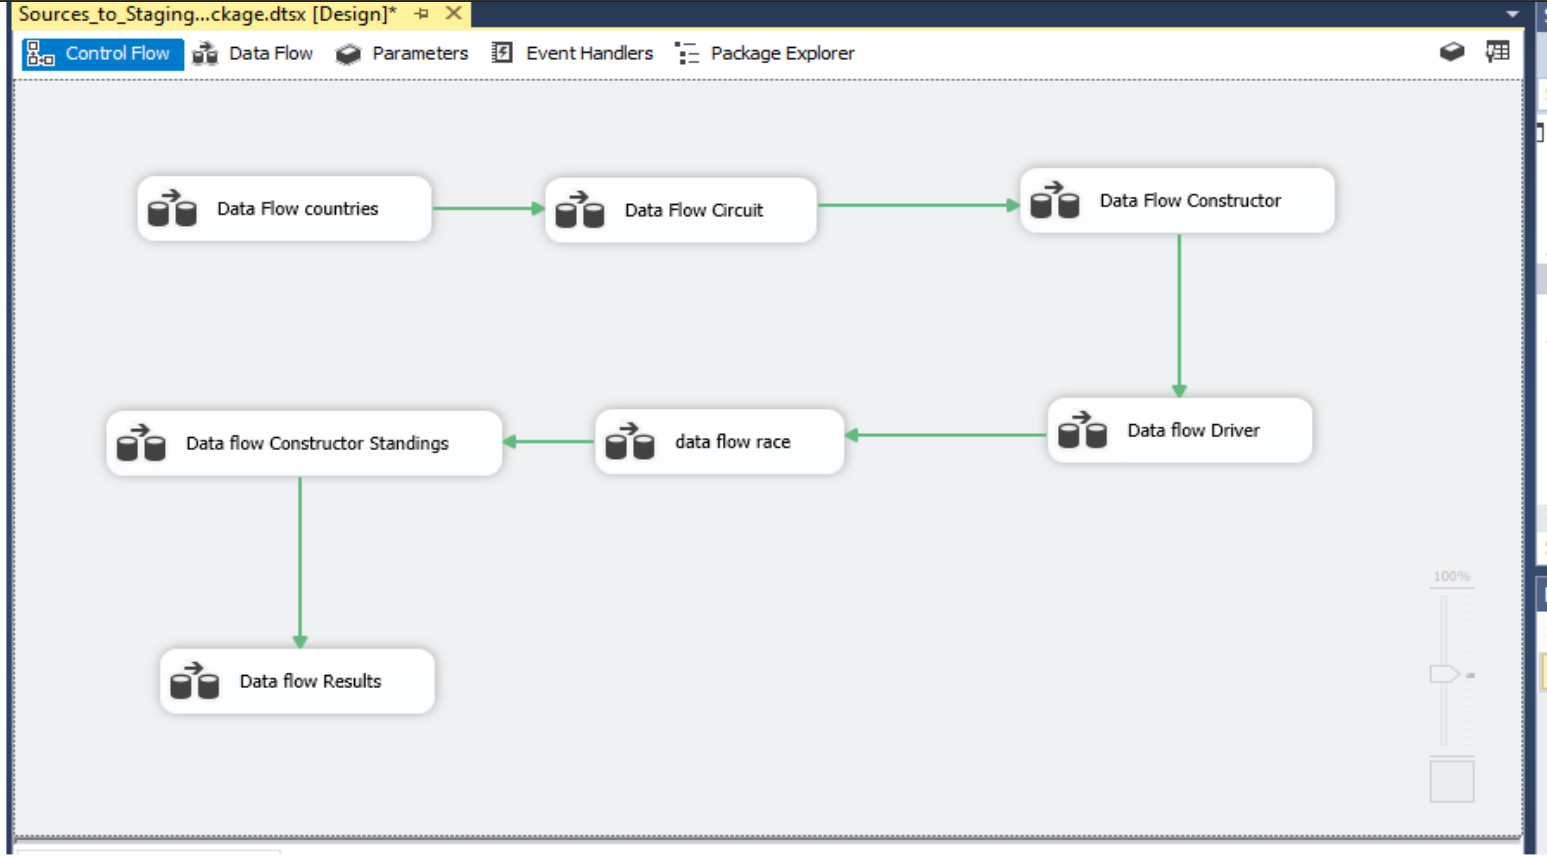 Sources_to_Staging...ckage.dtsx [Design]*
Control Flow Data Flow Parameters Event Handlers Package Explorer
Data Flow countries
Data Flow Circuit
Data Flow Constructor
Data flow Constructor Standings
data flow race
Data flow Driver
100%
Data flow Results